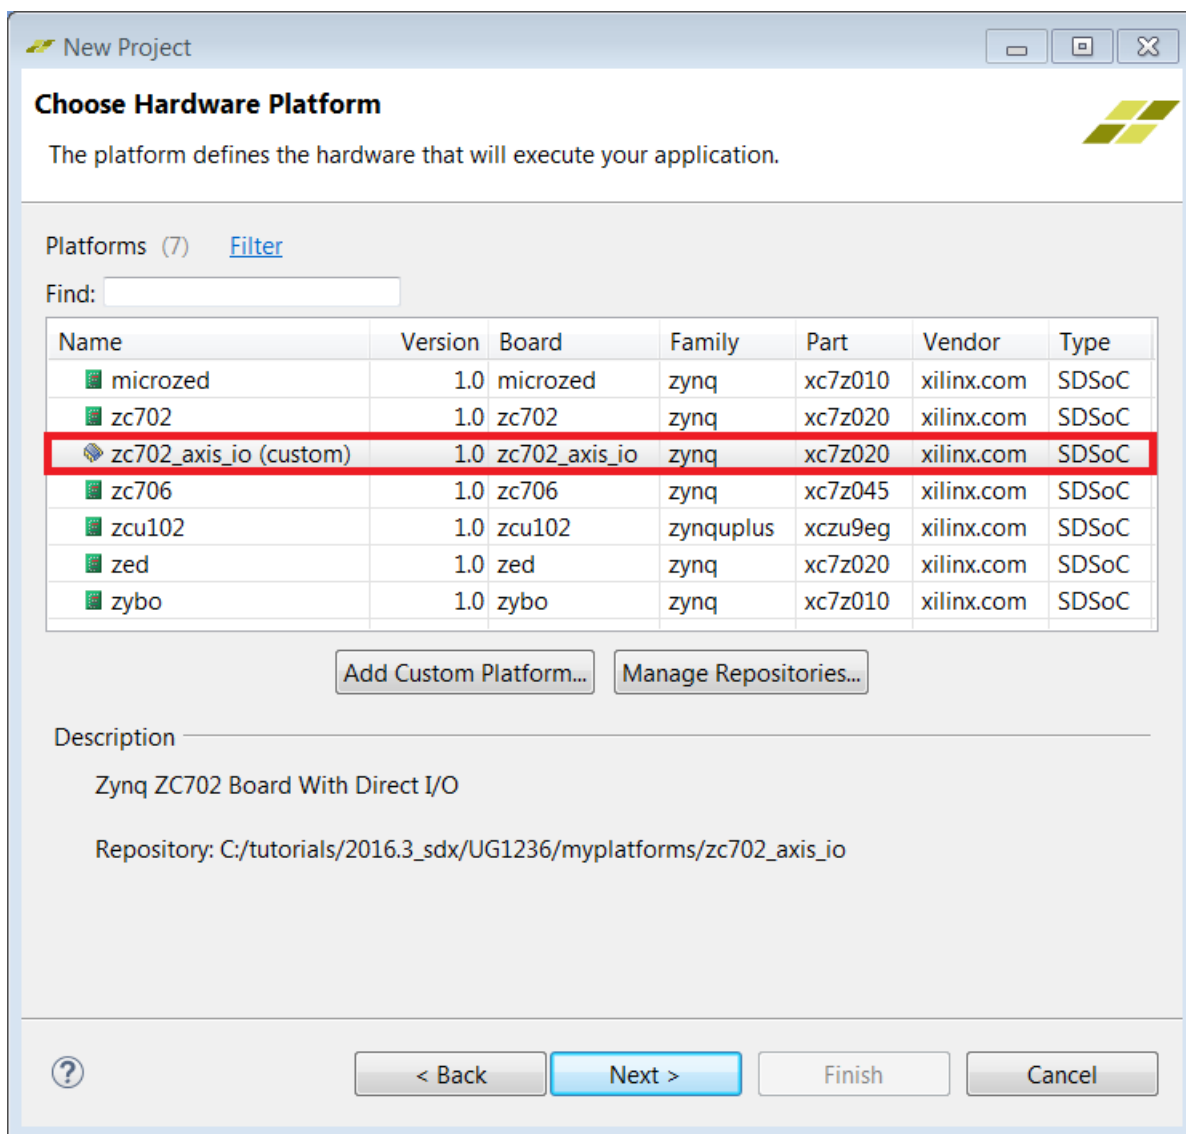 New Project
Choose Hardware Platform
The platform defines the hardware that will execute your application.
Platforms (7) Filter
Find:
Name Version Board Family Part Vendor Type
microzed 1.0 microzed zynq xc7z010 xilinx.com SDSoC
zc702 1.0 zc702 zynq xc7z020 xilinx.com SDSoC
zc702_axis_io (custom) 1.0 zc702_axis_io zynq xc7z020 xilinx.com SDSoC
zc706 1.0 zc706 zynq xc7z045 xilinx.com SDSoC
zcu102 1.0 zcu102 zynquplus xczu9eg xilinx.com SDSoC
zed 1.0 zed zynq xc7z020 xilinx.com SDSoC
zybo 1.0 zybo zynq xc7z010 xilinx.com SDSoC
Add Custom Platform... Manage Repositories...
Description
Zynq ZC702 Board With Direct I/O
Repository: C:/tutorials/2016.3_sdx/UG1236/myplatforms/zc702_axis_io
? < Back Next > Finish Cancel